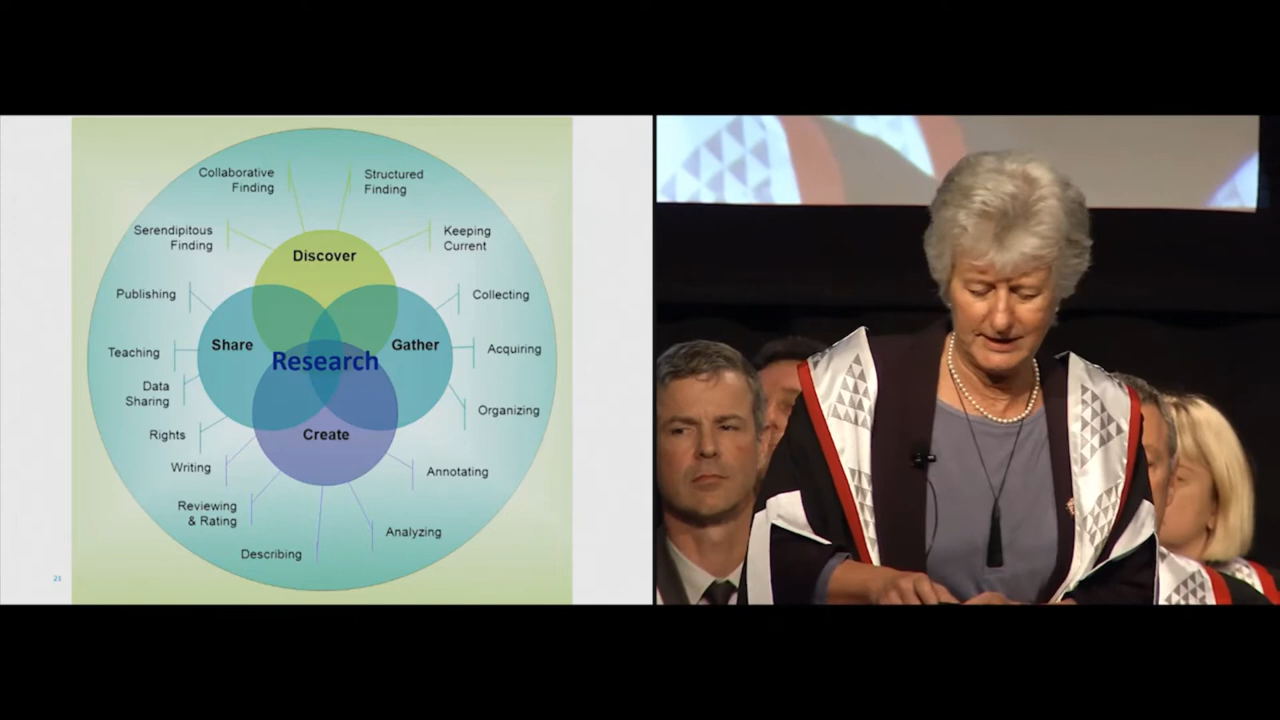 Collaborative
Finding
Structured
Finding
Serendipitous
Finding
Keeping
Current
Discover
Publishing
Collecting
Share
Gather
Teaching
Research
Acquiring
Data
Sharing
Organizing
Rights
Create
Writing
Annotating
Reviewing
& Rating
Analyzing
Describing
21